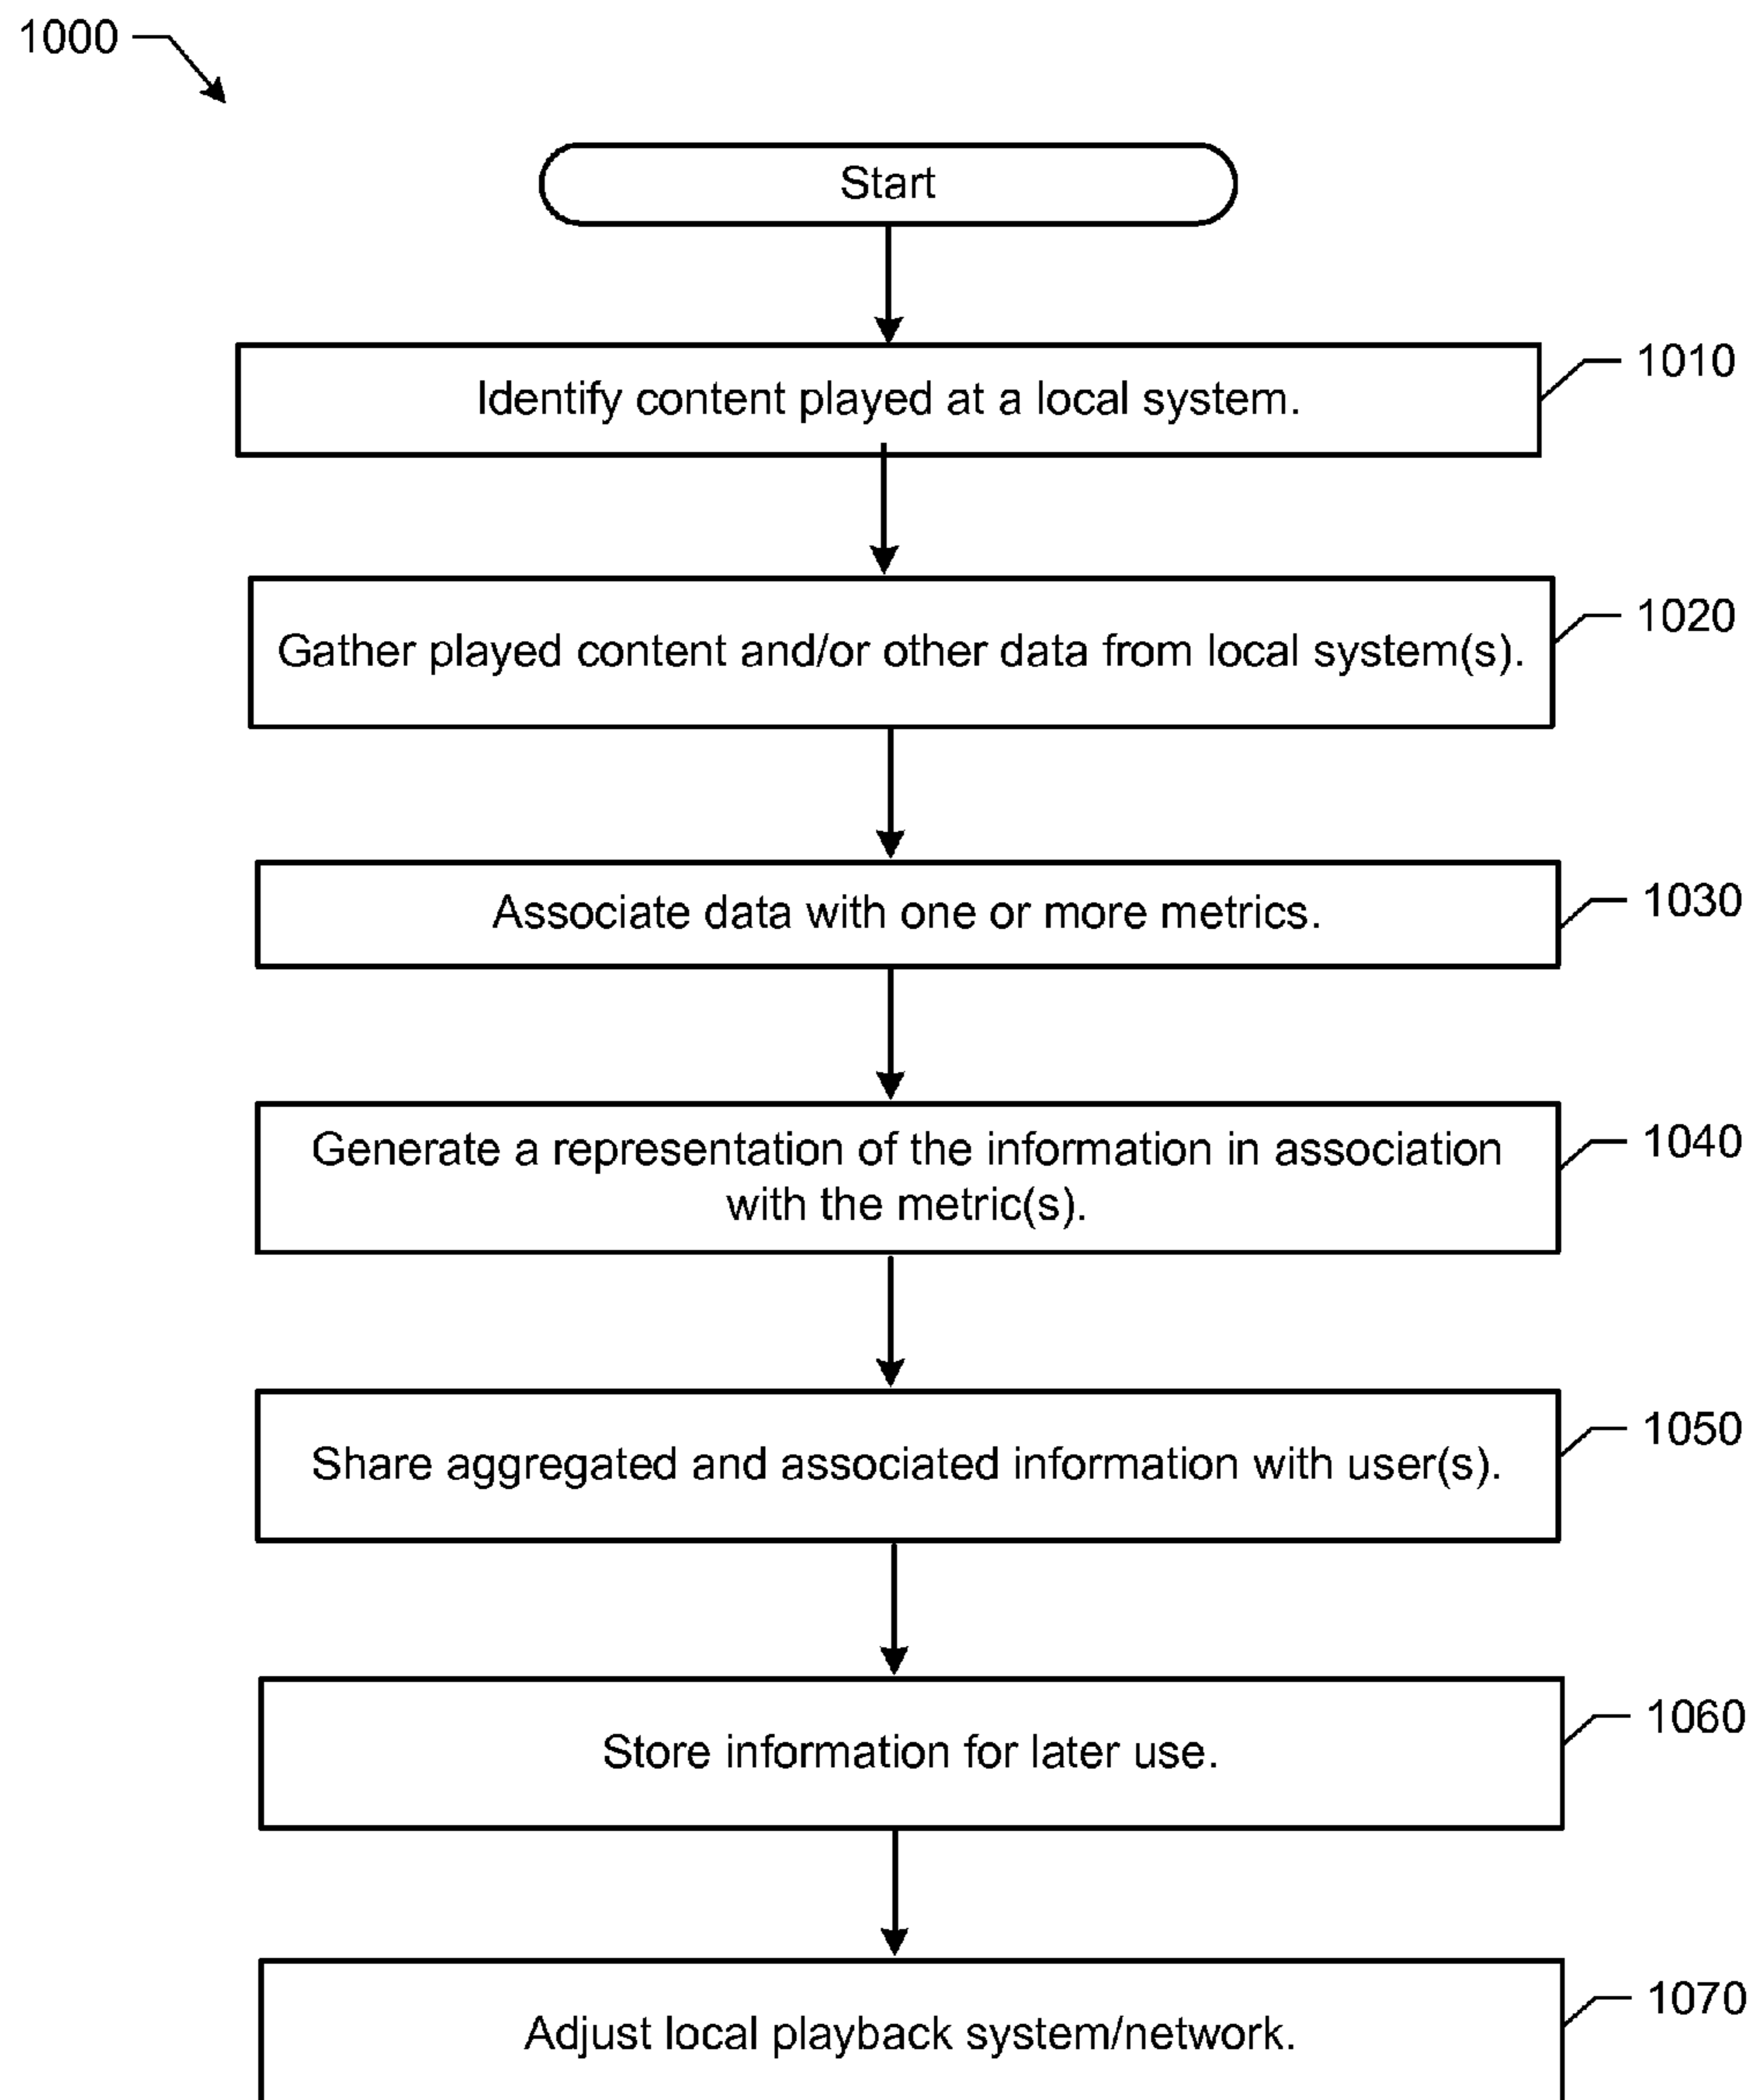 1000
Start
Identify content played at a local system.
1010
Gather played content and/or other data from local system(s).
1020
Associate data with one or more metrics.
1030
Generate a representation of the information in association
with the metric(s).
1040
Share aggregated and associated information with user(s).
1050
Store information for later use.
1060
Adjust local playback system/network.
1070